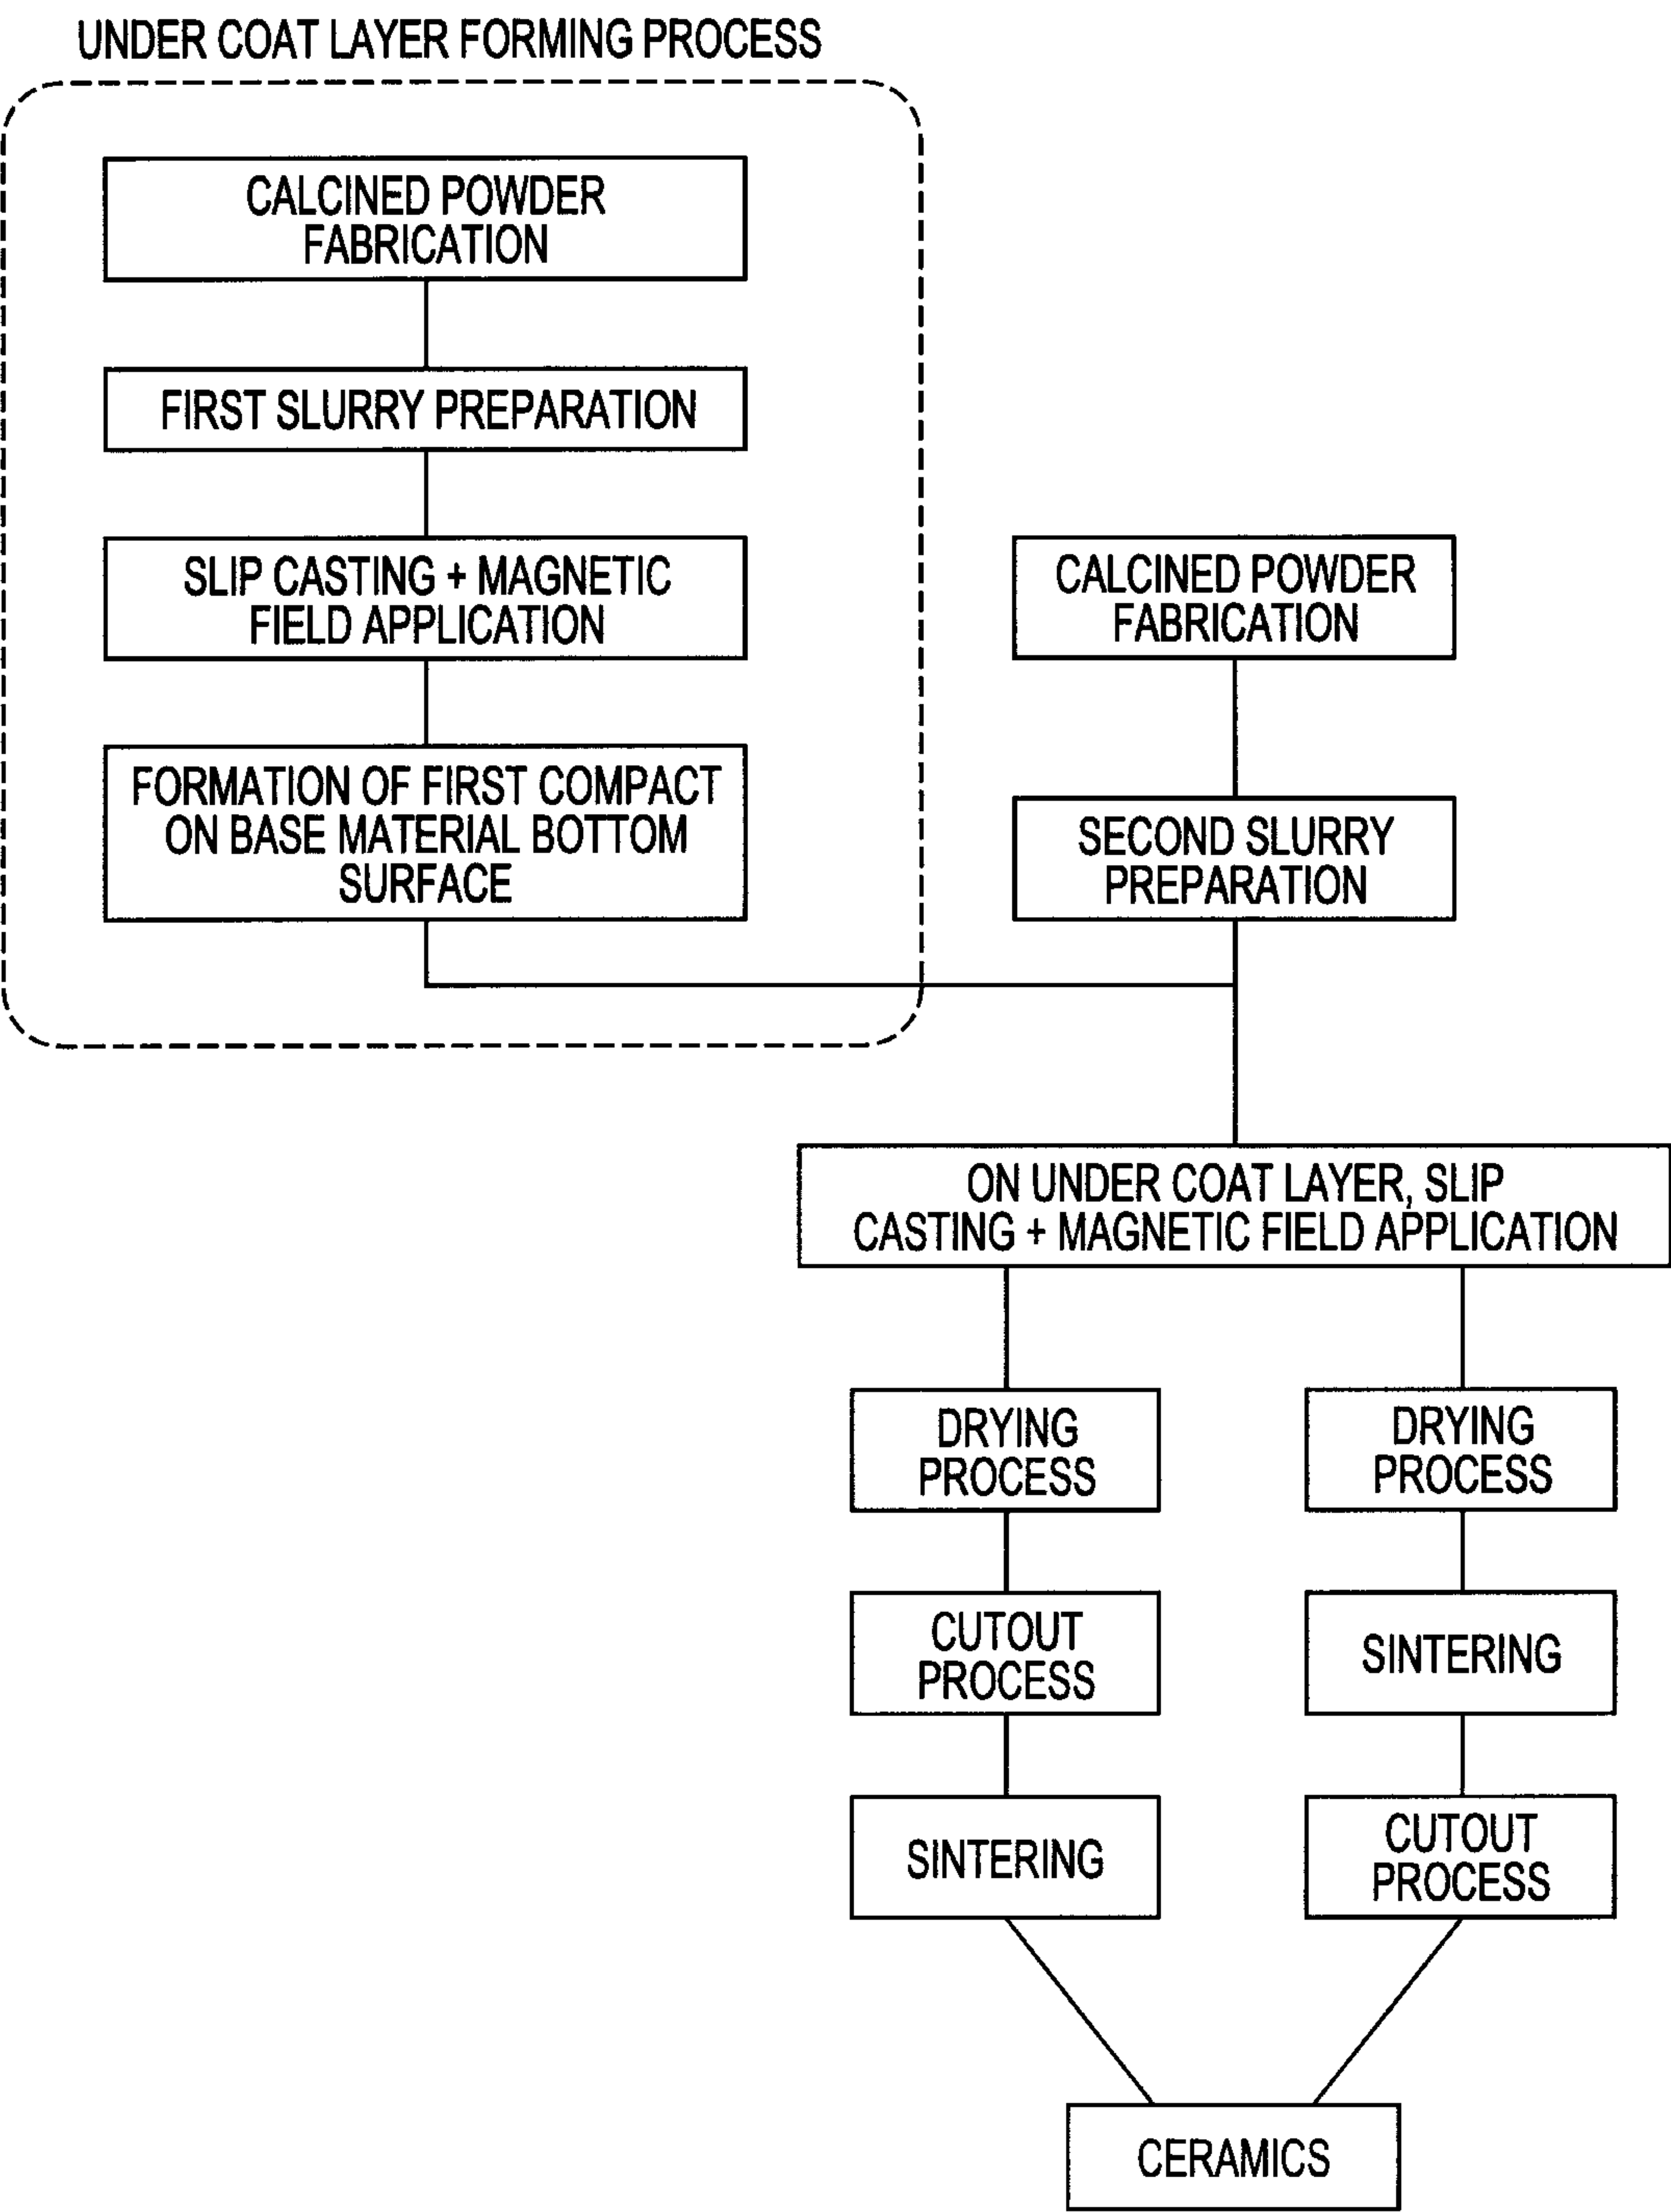 UNDER COAT LAYER FORMING PROCESS
CALCINED POWDER
FABRICATION
FIRST SLURRY PREPARATION
SLIP CASTING + MAGNETIC
FIELD APPLICATION
FORMATION OF FIRST COMPACT
ON BASE MATERIAL BOTTOM
SURFACE
CALCINED POWDER
FABRICATION
SECOND SLURRY
PREPARATION
ON UNDER COAT LAYER, SLIP
CASTING + MAGNETIC FIELD APPLICATION
DRYING
PROCESS
CUTOUT
PROCESS
SINTERING
DRYING
PROCESS
SINTERING
CUTOUT
PROCESS
CERAMICS